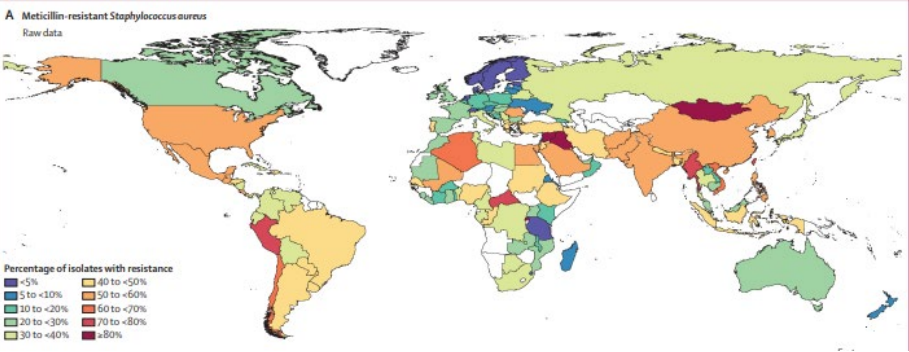 A Meticillin-resistant Staphylococcus aureus
Raw data
Percentage of isolates with resistance
<5%
5 to <10%
10 to <20%
20 to <30%
30 to <40%
40 to <50%
50 to <60%
60 to <70%
70 to <80%
≥80%